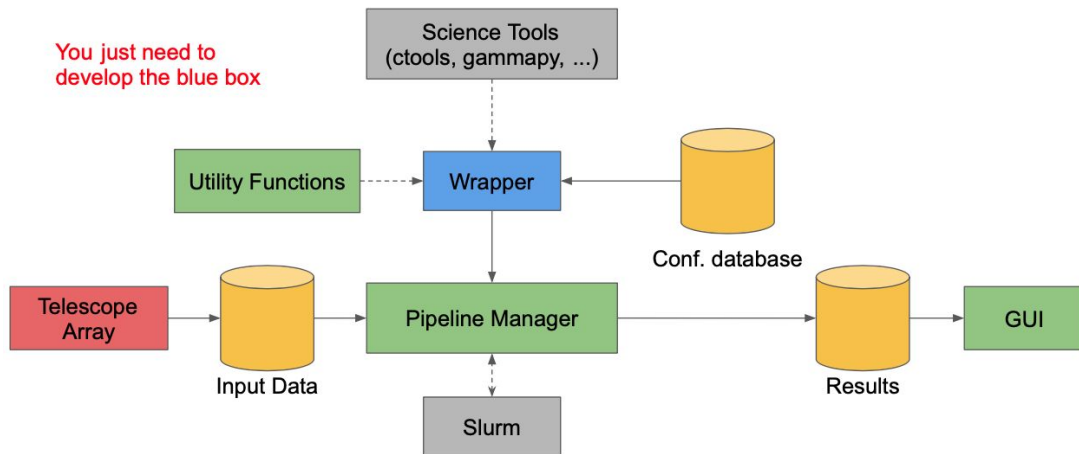 You just need to
develop the blue box
Science Tools
(ctools, gammapy, ...)
Utility Functions
Wrapper
Conf. database
Telescope
Array
Input Data
Pipeline Manager
Results
GUI
Slurm